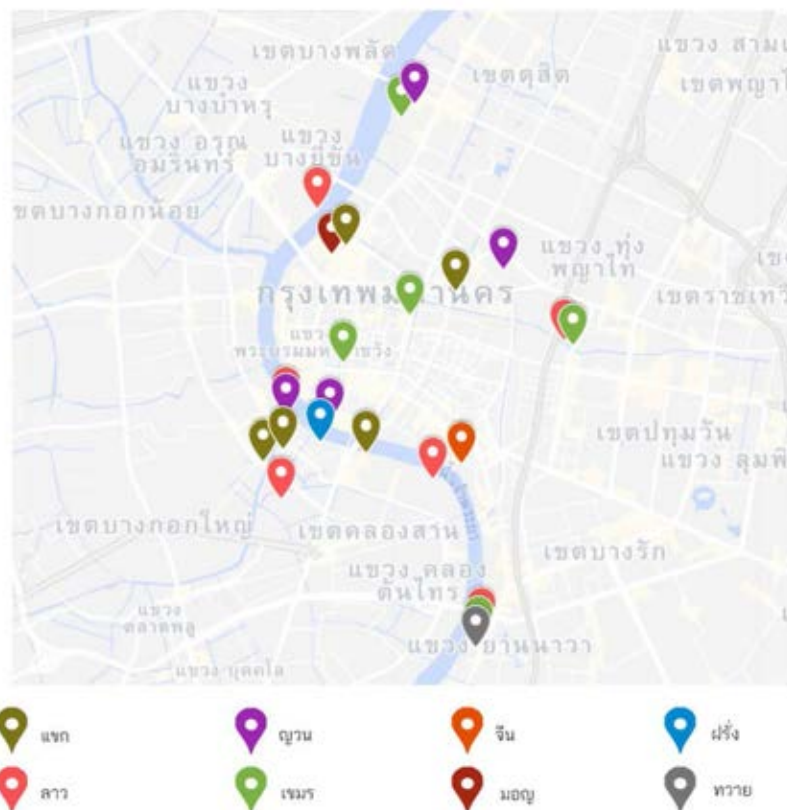 เขตบางพลัด
แขวง สามเ
เขตดุสิต
เขตพญาไ
แขวง
บางบำหรุ
แขวง อรุณ
อมรินทร์
แขวง
บางยี่ขัน
ขตบางกอกน้อย
แขวง ทุ่ง
พญาไท
เข
กรุงเทพมหานคร
เขตราชเทวี
แขวง
พระบรมมหาราชวัง
เขตปทุมวัน
แขวง ลุมพิ
เขตบางกอกใหญ่
เขตคลองสาน
เขตบางรัก
แขวง คลอง
ต้นไทร
แขวง
ตลาดพลู
แขวง ยานนาวา
แขวง บุคคโล
แขก
ญวน
จีน
ฝรั่ง
ลาว
เขมร
มอญ
ทวาย